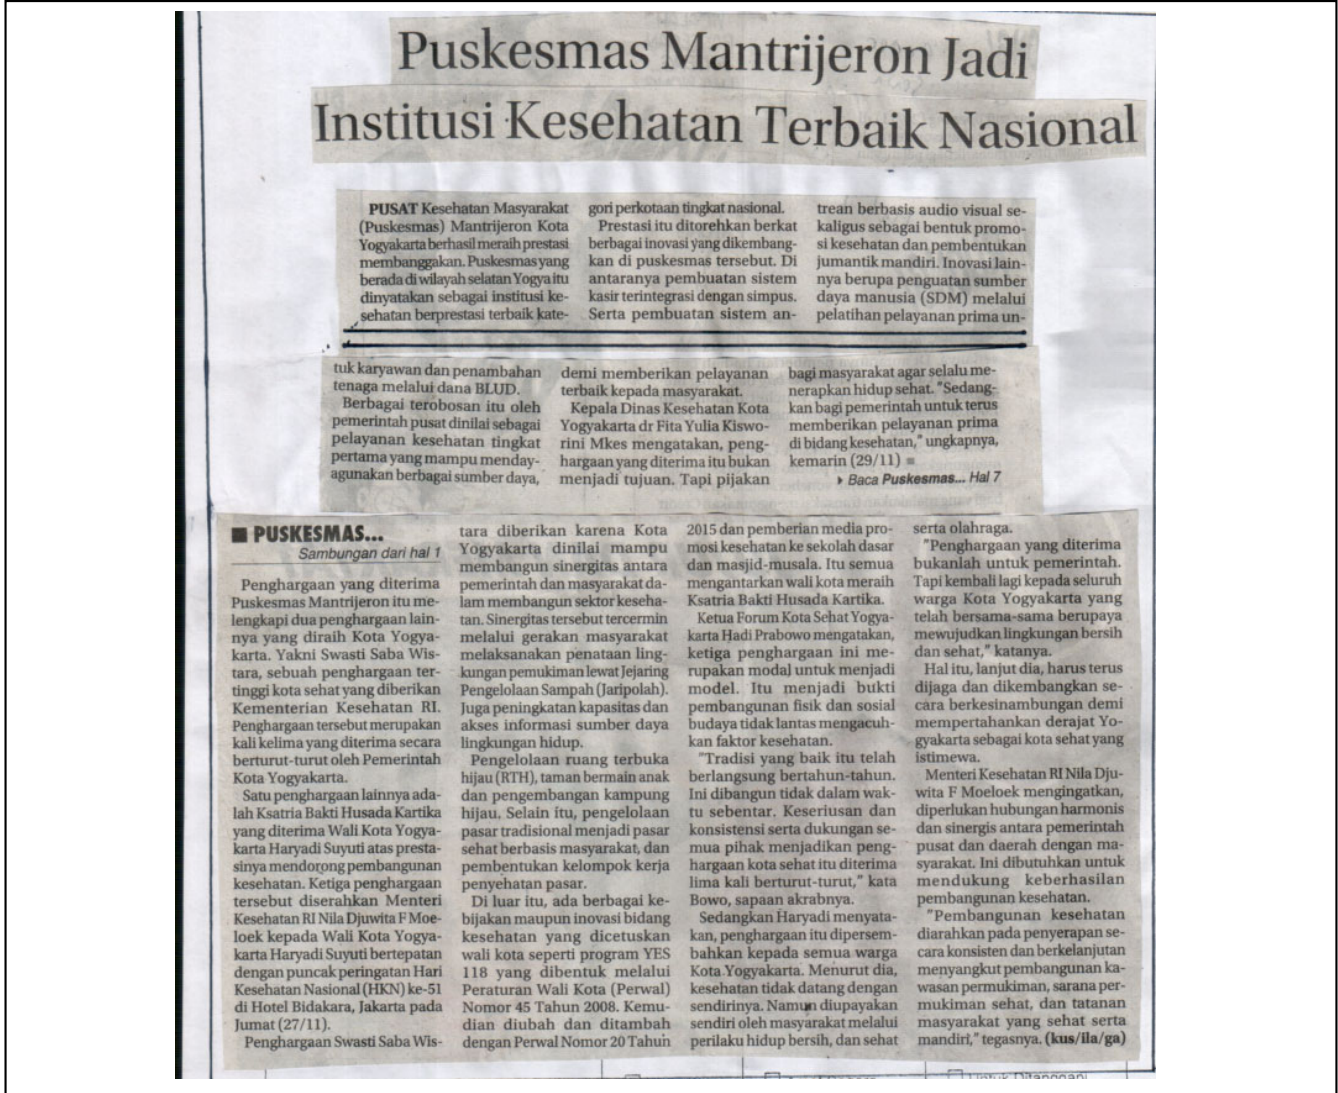 Puskesmas Mantrijeron Jadi
Institusi Kesehatan Terbaik Nasional
PUSAT Kesehatan Masyarakat
(Puskesmas) Mantrijeron Kota
Yogyakarta berhasil meraih prestasi
membanggakan. Puskesmas yang
berada di wilayah selatan Yogya itu
dinyatakan sebagai institusi ke-
sehatan berprestasi terbaik kate-
gori perkotaan tingkat nasional.
Prestasi itu ditorehkan berkat
berbagai inovasi yang dikembang-
kan di puskesmas tersebut. Di
antaranya pembuatan sistem
kasir terintegrasi dengan simpus.
Serta pembuatan sistem an-
trean berbasis audio visual se-
kaligus sebagai bentuk promo-
si kesehatan dan pembentukan
jumantik mandiri. Inovasi lain-
nya berupa penguatan sumber
daya manusia (SDM) melalui
pelatihan pelayanan prima un-
tuk karyawan dan penambahan
tenaga melalui dana BLUD.
Berbagai terobosan itu oleh
pemerintah pusat dinilai sebagai
pelayanan kesehatan tingkat
pertama yang mampu menday-
agunakan berbagai sumber daya,
demi memberikan pelayanan
terbaik kepada masyarakat.
Kepala Dinas Kesehatan Kota
Yogyakarta dr Fita Yulia Kiswo-
rini Mkes mengatakan, peng-
hargaan yang diterima itu bukan
menjadi tujuan. Tapi pijakan
bagi masyarakat agar selalu me-
nerapkan hidup sehat. "Sedang-
kan bagi pemerintah untuk terus
memberikan pelayanan prima
di bidang kesehatan," ungkapnya,
kemarin (29/11)
Baca Puskesmas... Hal 7
PUSKESMAS...
Sambungan dari hal 1
Penghargaan yang diterima
Puskesmas Mantrijeron itu me-
lengkapi dua penghargaan lain-
nya yang diraih Kota Yogya-
karta. Yakni Swasti Saba Wis-
tara, sebuah penghargaan ter-
tinggi kota sehat yang diberikan
Kementerian Kesehatan RI.
Penghargaan tersebut merupakan
kali kelima yang diterima secara
berturut-turut oleh Pemerintah
Kota Yogyakarta.
Satu penghargaan lainnya ada-
lah Ksatria Bakti Husada Kartika
yang diterima Wali Kota Yogya-
karta Haryadi Suyuti atas presta-
sinya mendorong pembangunan
kesehatan. Ketiga penghargaan
tersebut diserahkan Menteri
Kesehatan RI Nila Djuwita F Moe-
loek kepada Wali Kota Yogya-
karta Haryadi Suyuti bertepatan
dengan puncak peringatan Hari
Kesehatan Nasional (HKN) ke-51
di Hotel Bidakara, Jakarta pada
Jumat (27/11).
Penghargaan Swasti Saba Wis-
tara diberikan karena Kota
Yogyakarta dinilai mampu
membangun sinergitas antara
pemerintah dan masyarakat da-
lam membangun sektor keseha-
tan. Sinergitas tersebut tercermin
melalui gerakan masyarakat
melaksanakan penataan ling-
kungan pemukiman lewat Jejaring
Pengelolaan Sampah (Jaripolah).
Juga peningkatan kapasitas dan
akses informasi sumber daya
lingkungan hidup.
Pengelolaan ruang terbuka
hijau (RTH), taman bermain anak
dan pengembangan kampung
hijau. Selain itu, pengelolaan
pasar tradisional menjadi pasar
sehat berbasis masyarakat, dan
pembentukan kelompok kerja
penyehatan pasar.
Di luar itu, ada berbagai ke-
bijakan maupun inovasi bidang
kesehatan yang dicetuskan
wali kota seperti program YES
118 yang dibentuk melalui
Peraturan Wali Kota (Perwal)
Nomor 45 Tahun 2008. Kemu-
dian diubah dan ditambah
dengan Perwal Nomor 20 Tahun
2015 dan pemberian media pro-
mosi kesehatan ke sekolah dasar
dan masjid-musala. Itu semua
mengantarkan wali kota meraih
Ksatria Bakti Husada Kartika.
Ketua Forum Kota Sehat Yogya-
karta Hadi Prabowo mengatakan,
ketiga penghargaan ini me-
rupakan modal untuk menjadi
model. Itu menjadi bukti
pembangunan fisik dan sosial
budaya tidak lantas mengacuh-
kan faktor kesehatan.
"Tradisi yang baik itu telah
berlangsung bertahun-tahun.
Ini dibangun tidak dalam wak-
tu sebentar. Keseriusan dan
konsistensi serta dukungan se-
mua pihak menjadikan peng-
hargaan kota sehat itu diterima
lima kali berturut-turut," kata
Bowo, sapaan akrabnya.
Sedangkan Haryadi menyata-
kan, penghargaan itu dipersem-
bahkan kepada semua warga
Kota Yogyakarta. Menurut dia,
kesehatan tidak datang dengan
sendirinya. Namun diupayakan
sendiri oleh masyarakat melalui
perilaku hidup bersih, dan sehat
serta olahraga.
"Penghargaan yang diterima
bukanlah untuk pemerintah.
Tapi kembali lagi kepada seluruh
warga Kota Yogyakarta yang
telah bersama-sama berupaya
mewujudkan lingkungan bersih
dan sehat," katanya.
Hal itu, lanjut dia, harus terus
dijaga dan dikembangkan se-
cara berkesinambungan demi
mempertahankan derajat Yo-
gyakarta sebagai kota sehat yang
istimewa.
Menteri Kesehatan RI Nila Dju-
wita F Moeloek mengingatkan,
diperlukan hubungan harmonis
dan sinergis antara pemerintah
pusat dan daerah dengan ma-
syarakat. Ini dibutuhkan untuk
mendukung keberhasilan
pembangunan kesehatan.
"Pembangunan kesehatan
diarahkan pada penyerapan se-
cara konsisten dan berkelanjutan
menyangkut pembangunan ka-
wasan permukiman, sarana per-
mukiman sehat, dan tatanan
masyarakat yang sehat serta
mandiri," tegasnya. (kus/ila/ga)